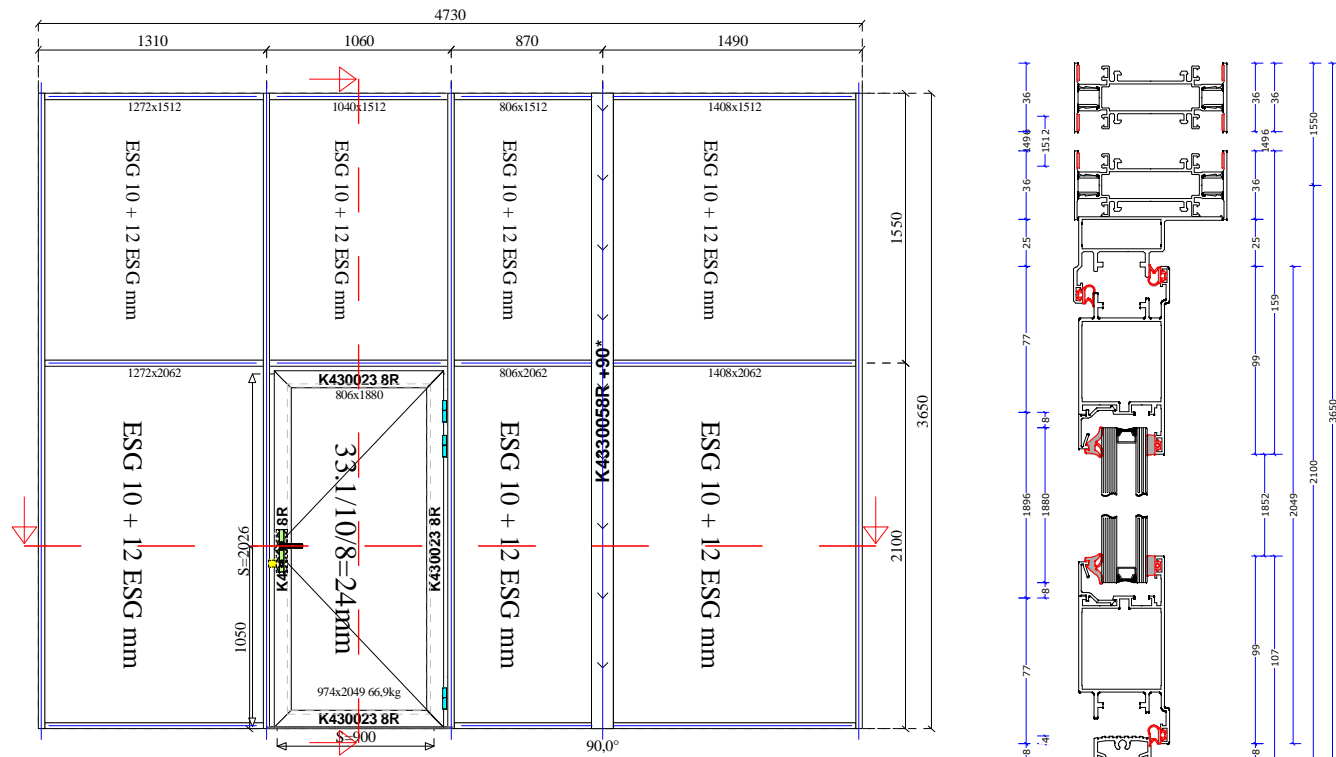 4730
1310
1060
870
1490
1272x1512
1040x1512
806x1512
1408x1512
ESG 10 + 12 ESG mm
ESG 10 + 12 ESG mm
ESG 10 + 12 ESG mm
ESG 10 + 12 ESG mm
1550
3650
K4330058R +90*
1272x2062
806x2062
1408x2062
K430023 8R
806x1880
ESG 10 + 12 ESG mm
33.1/10/8=24mm
ESG 10 + 12 ESG mm
ESG 10 + 12 ESG mm
8R
K430023 8R
S=2026
1050
2100
974x2049 66,9kg
K430023 8R
S=900
90,0°
36
1496
1512
36
25
77
8
1896
1880
8
77
8
4
36
36
1496
1550
36
25
159
99
3650
2100
2049
1852
99
107
8